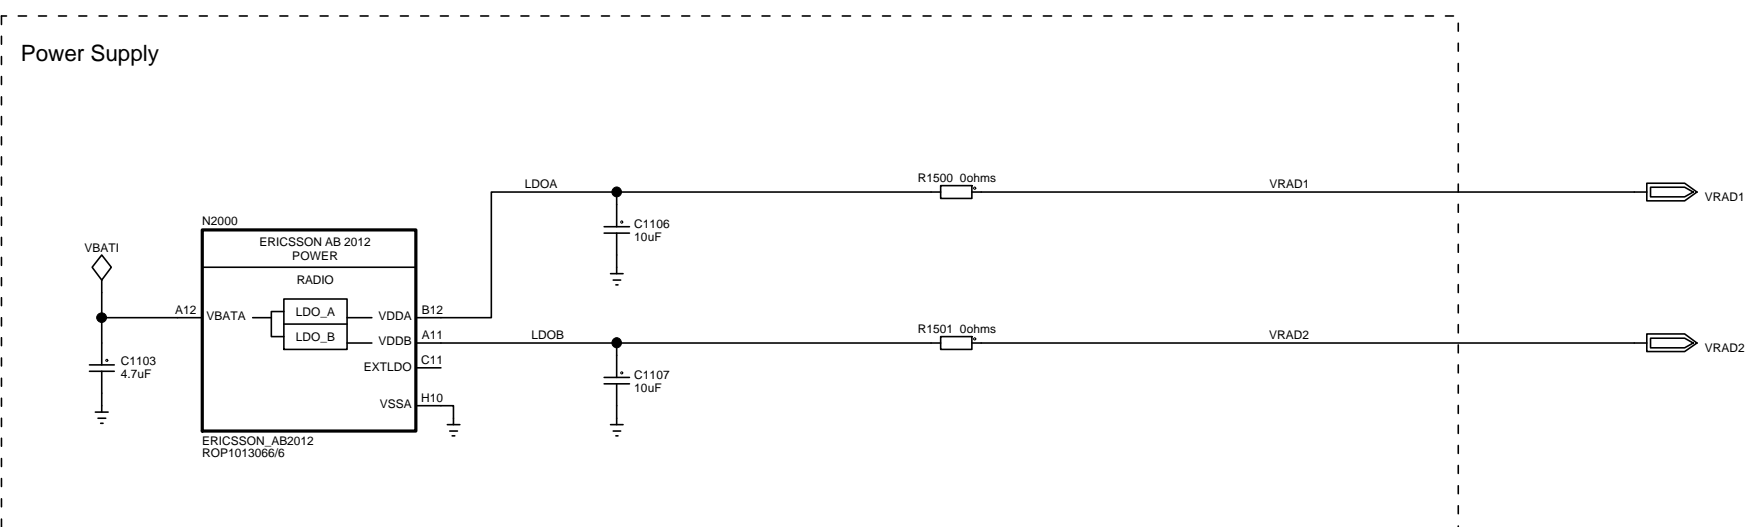 Power Supply
LDOA
R1500 0ohms
VRAD1
VRAD1
C1106
10uF
N2000
ERICSSON AB 2012
POWER
RADIO
VBATI
A12
VBATA
LDO_A
LDO_B
VDDA
B12
VDDB
A11
EXTLDO
C11
VSSA
H10
LDOB
R1501 0ohms
VRAD2
VRAD2
C1103
4.7uF
C1107
10uF
ERICSSON_AB2012
ROP1013066/6